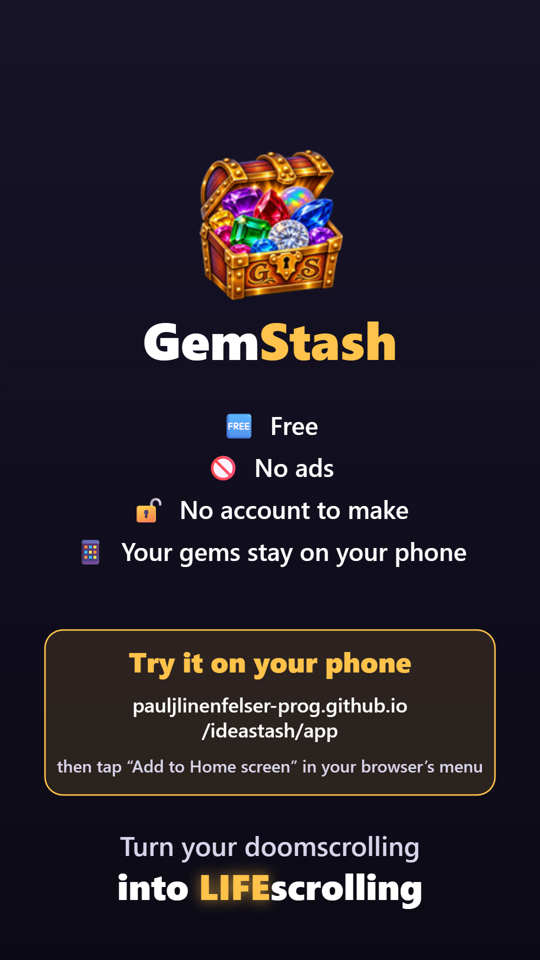 G S
GemStash
FREE Free
No ads
No account to make
Your gems stay on your phone
Try it on your phone
pauljlinenfelser-prog.github.io
/ideastash/app
then tap “Add to Home screen” in your browser’s menu
Turn your doomscrolling
into LIFEscrolling